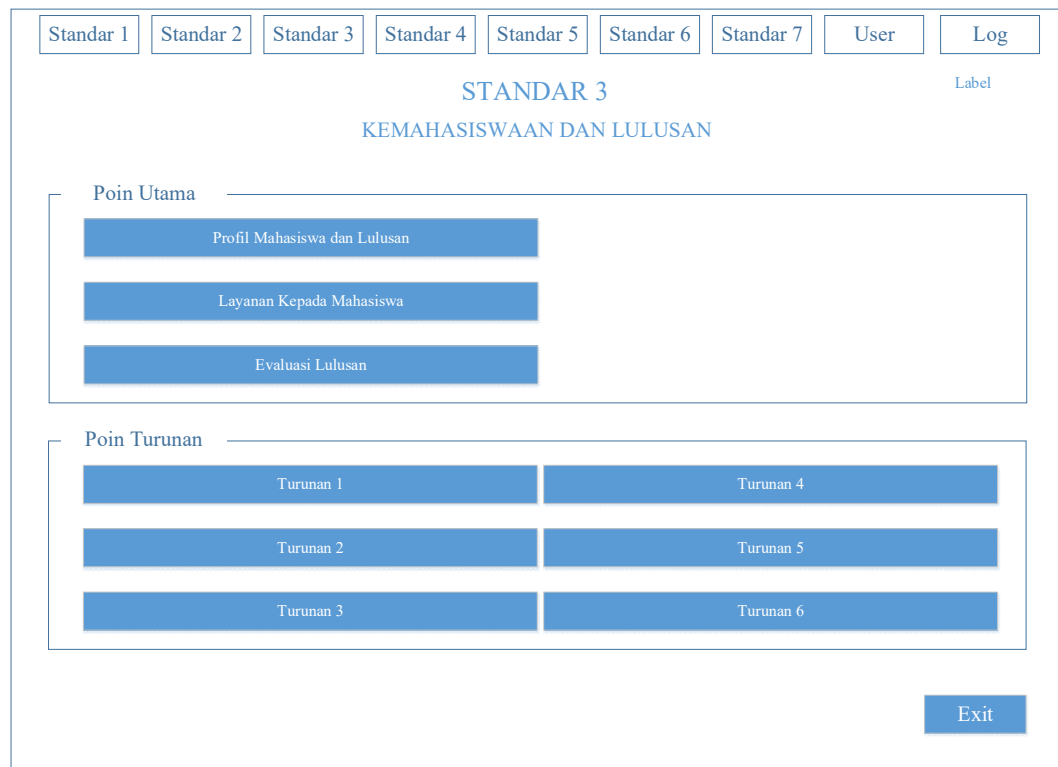 Standar 1 Standar 2 Standar 3 Standar 4 Standar 5 Standar 6 Standar 7 User Log
Label
STANDAR 3
KEMAHASISWAAN DAN LULUSAN
Poin Utama
Profil Mahasiswa dan Lulusan
Layanan Kepada Mahasiswa
Evaluasi Lulusan
Poin Turunan
Turunan 1 Turunan 4
Turunan 2 Turunan 5
Turunan 3 Turunan 6
Exit